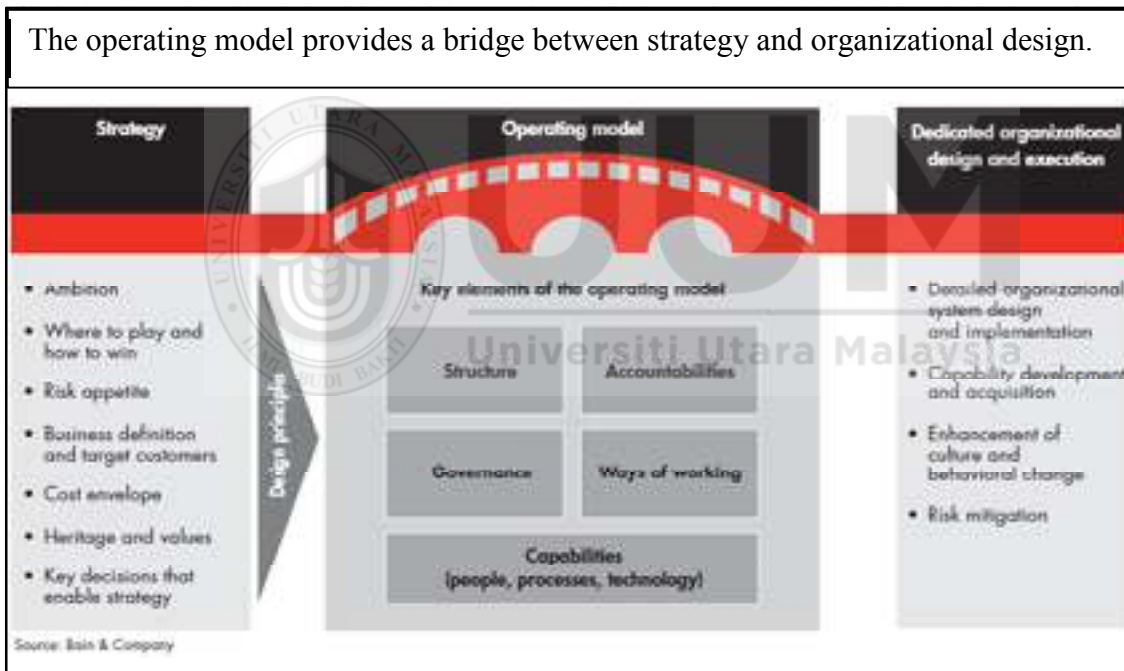 The operating model provides a bridge between strategy and organizational design.
Strategy
Operating model
Dedicated organizational
design and execution
• Ambition
• Where to play and
how to win
• Risk appetite
• Business definition
and target customers
• Cost envelope
• Heritage and values
• Key decisions that
enable strategy
Design principle
Key elements of the operating model
Structure
Accountabilities
Governance
Ways of working
Capabilities
(people, processes, technology)
• Detailed organizational
system design
and implementation
• Capability development
and acquisition
• Enhancement of
culture and
behavioral change
• Risk mitigation
Source: Bain & Company
UUM
Universiti Utara Malaysia